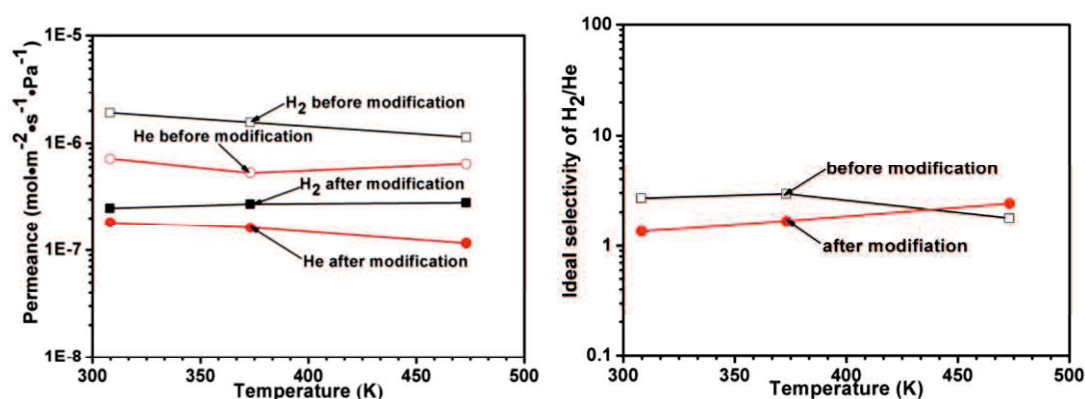 Permeance (mol•m⁻²•s⁻¹•Pa⁻¹)
1E-5
1E-6
1E-7
1E-8
H₂ before modification
He before modification
H₂ after modification
He after modification
300
350
400
450
500
Temperature (K)
Ideal selectivity of H₂/He
100
10
1
0.1
before modification
after modifiation
300
350
400
450
500
Temperature (K)